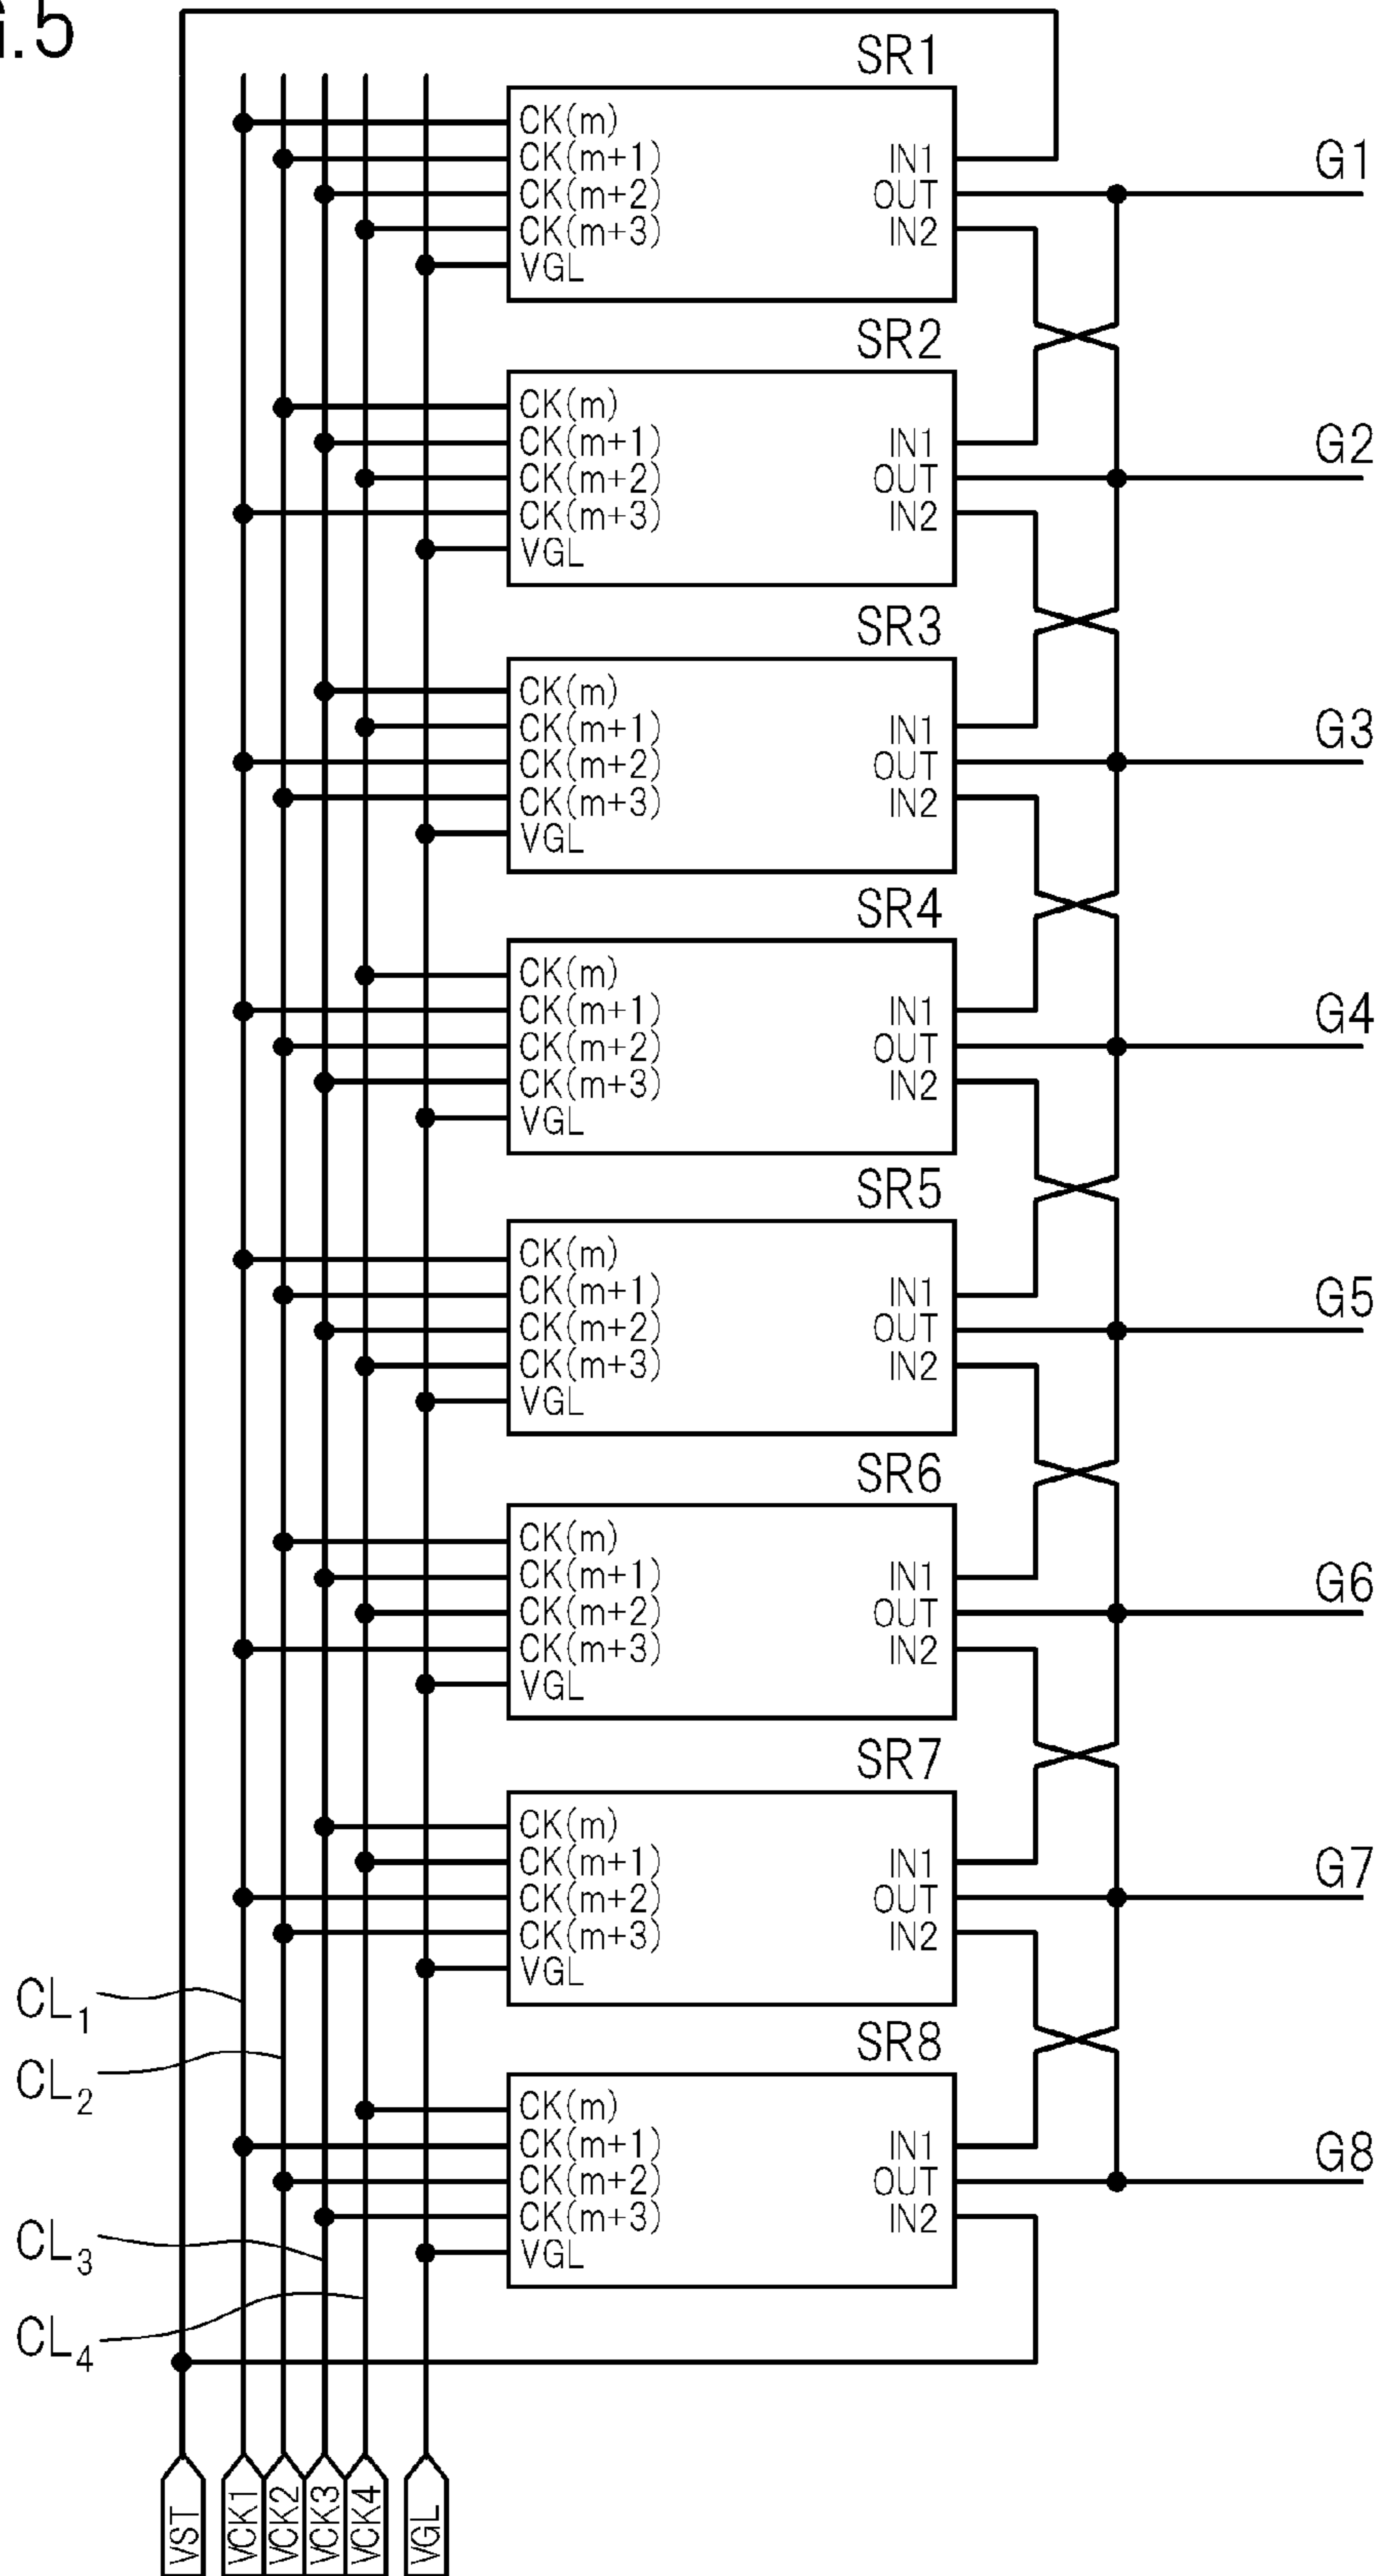 G.5
SR1
CK(m)
CK(m+1)
CK(m+2)
CK(m+3)
VGL
IN1
OUT
IN2
G1
SR2
CK(m)
CK(m+1)
CK(m+2)
CK(m+3)
VGL
IN1
OUT
IN2
G2
SR3
CK(m)
CK(m+1)
CK(m+2)
CK(m+3)
VGL
IN1
OUT
IN2
G3
SR4
CK(m)
CK(m+1)
CK(m+2)
CK(m+3)
VGL
IN1
OUT
IN2
G4
SR5
CK(m)
CK(m+1)
CK(m+2)
CK(m+3)
VGL
IN1
OUT
IN2
G5
SR6
CK(m)
CK(m+1)
CK(m+2)
CK(m+3)
VGL
IN1
OUT
IN2
G6
SR7
CK(m)
CK(m+1)
CK(m+2)
CK(m+3)
VGL
IN1
OUT
IN2
G7
CL1
CL2
SR8
CK(m)
CK(m+1)
CK(m+2)
CK(m+3)
VGL
IN1
OUT
IN2
G8
CL3
CL4
VST
VCK1
VCK2
VCK3
VCK4
VGL